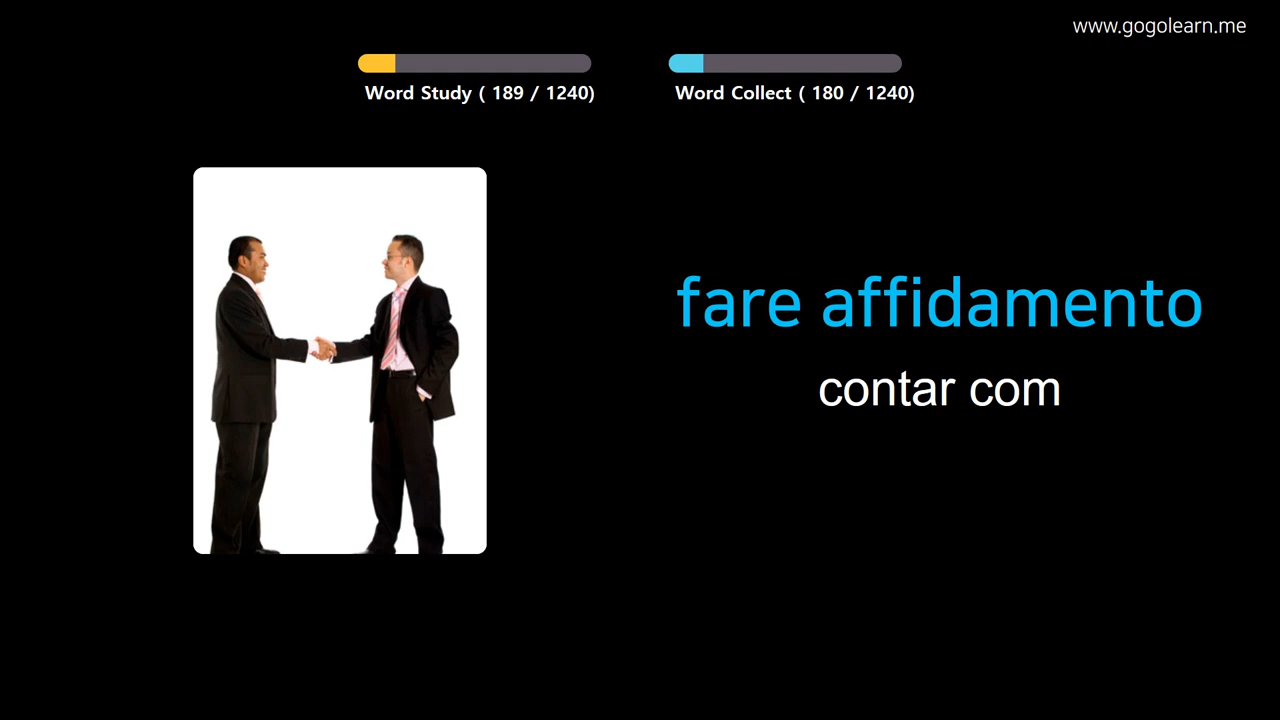 www.gogolearn.me
Word Study ( 189 / 1240)
Word Collect ( 180 / 1240)
fare affidamento
contar com